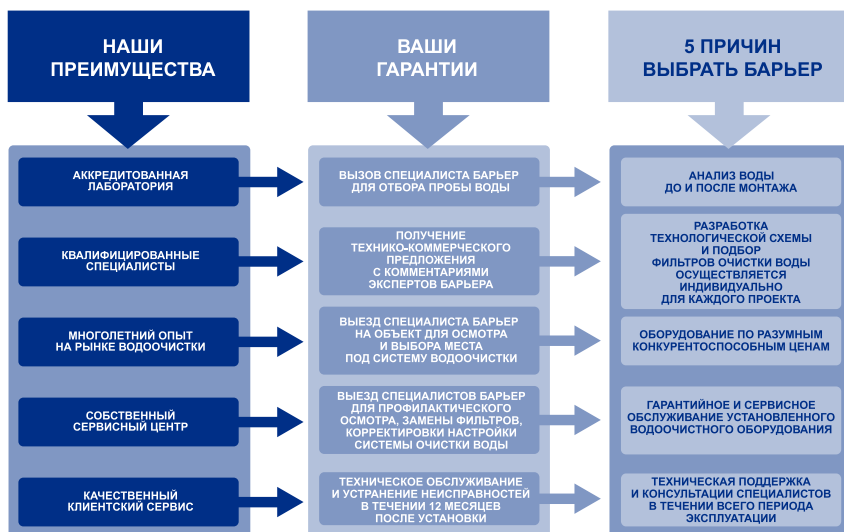 НАШИ
ПРЕИМУЩЕСТВА
ВАШИ
ГАРАНТИИ
5 ПРИЧИН
ВЫБРАТЬ БАРЬЕР
АККРЕДИТОВАННАЯ
ЛАБОРАТОРИЯ
ВЫЗОВ СПЕЦИАЛИСТА БАРЬЕР
ДЛЯ ОТБОРА ПРОБЫ ВОДЫ
АНАЛИЗ ВОДЫ
ДО И ПОСЛЕ МОНТАЖА
КВАЛИФИЦИРОВАННЫЕ
СПЕЦИАЛИСТЫ
ПОЛУЧЕНИЕ
ТЕХНИКО-КОММЕРЧЕСКОГО
ПРЕДЛОЖЕНИЯ
С КОММЕНТАРИЯМИ
ЭКСПЕРТОВ БАРЬЕРА
РАЗРАБОТКА
ТЕХНОЛОГИЧЕСКОЙ СХЕМЫ
И ПОДБОР
ФИЛЬТРОВ ОЧИСТКИ ВОДЫ
ОСУЩЕСТВЛЯЕТСЯ
ИНДИВИДУАЛЬНО
ДЛЯ КАЖДОГО ПРОЕКТА
МНОГОЛЕТНИЙ ОПЫТ
НА РЫНКЕ ВОДООЧИСТКИ
ВЫЕЗД СПЕЦИАЛИСТА БАРЬЕР
НА ОБЪЕКТ ДЛЯ ОСМОТРА
И ВЫБОРА МЕСТА
ПОД СИСТЕМУ ВОДООЧИСТКИ
ОБОРУДОВАНИЕ ПО РАЗУМНЫМ
КОНКУРЕНТОСПОСОБНЫМ ЦЕНАМ
СОБСТВЕННЫЙ
СЕРВИСНЫЙ ЦЕНТР
ВЫЕЗД СПЕЦИАЛИСТОВ БАРЬЕР
ДЛЯ ПРОФИЛАКТИЧЕСКОГО
ОСМОТРА, ЗАМЕНЫ ФИЛЬТРОВ,
КОРРЕКТИРОВКИ НАСТРОЙКИ
СИСТЕМЫ ОЧИСТКИ ВОДЫ
ГАРАНТИЙНОЕ И СЕРВИСНОЕ
ОБСЛУЖИВАНИЕ УСТАНОВЛЕННОГО
ВОДООЧИСТНОГО ОБОРУДОВАНИЯ
КАЧЕСТВЕННЫЙ
КЛИЕНТСКИЙ СЕРВИС
ТЕХНИЧЕСКОЕ ОБСЛУЖИВАНИЕ
И УСТРАНЕНИЕ НЕИСПРАВНОСТЕЙ
В ТЕЧЕНИИ 12 МЕСЯЦЕВ
ПОСЛЕ УСТАНОВКИ
ТЕХНИЧЕСКАЯ ПОДДЕРЖКА
И КОНСУЛЬТАЦИИ СПЕЦИАЛИСТОВ
В ТЕЧЕНИИ ВСЕГО ПЕРИОДА
ЭКСПЛУАТАЦИИ